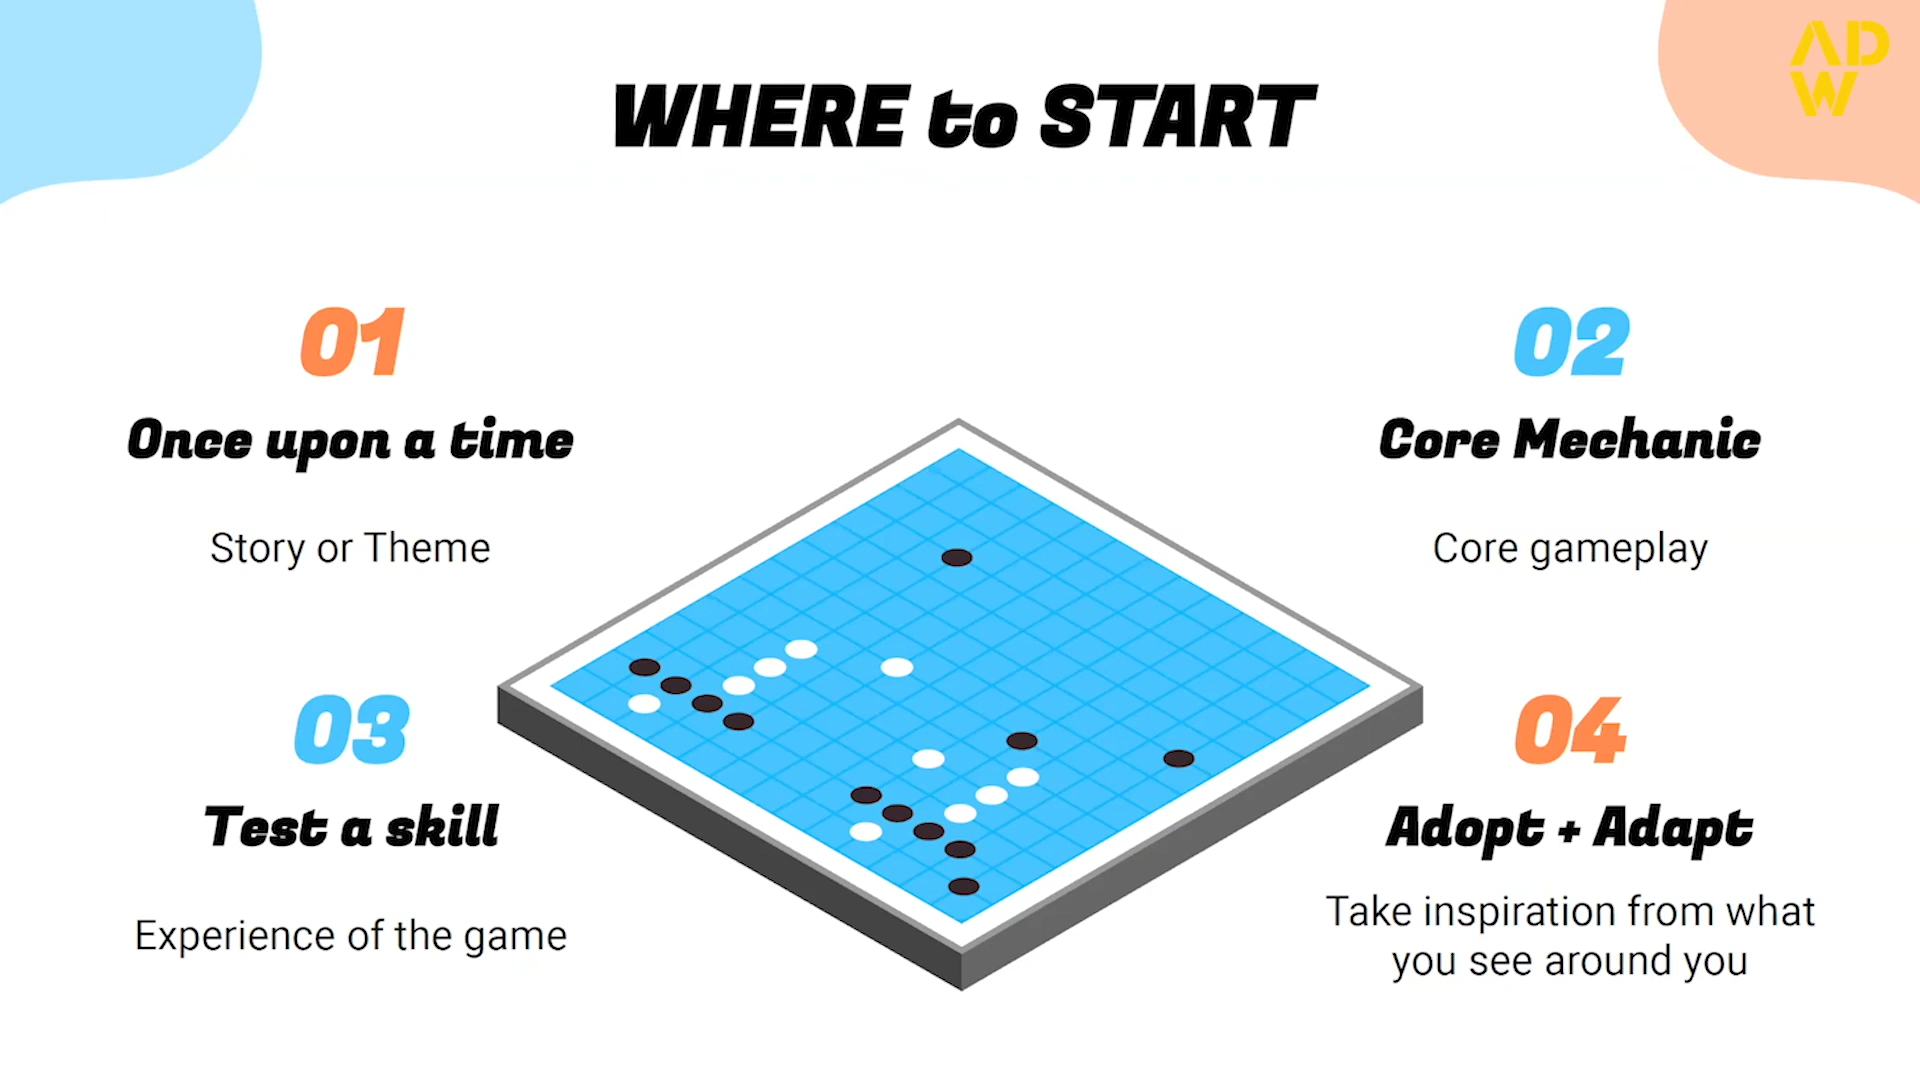 AD
W
WHERE to START
01
Once upon a time
Story or Theme
02
Core Mechanic
Core gameplay
03
Test a skill
Experience of the game
04
Adopt + Adapt
Take inspiration from what
you see around you